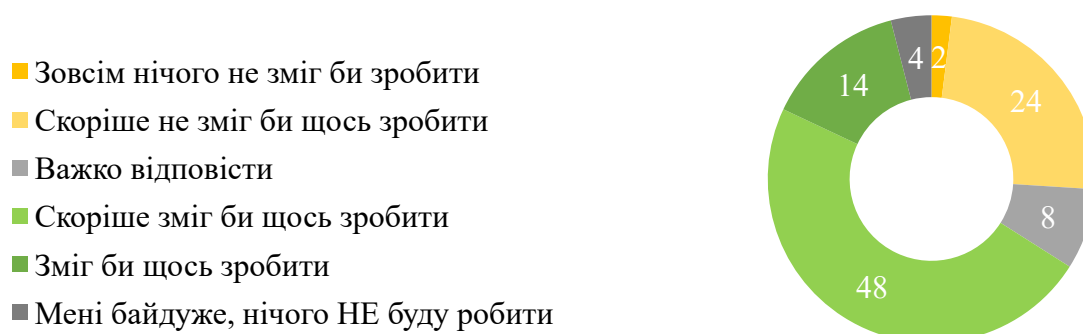 Зовсім нічого не зміг би зробити
Скоріше не зміг би щось зробити
Важко відповісти
Скоріше зміг би щось зробити
Зміг би щось зробити
Мені байдуже, нічого НЕ буду робити
2
24
8
48
14
4